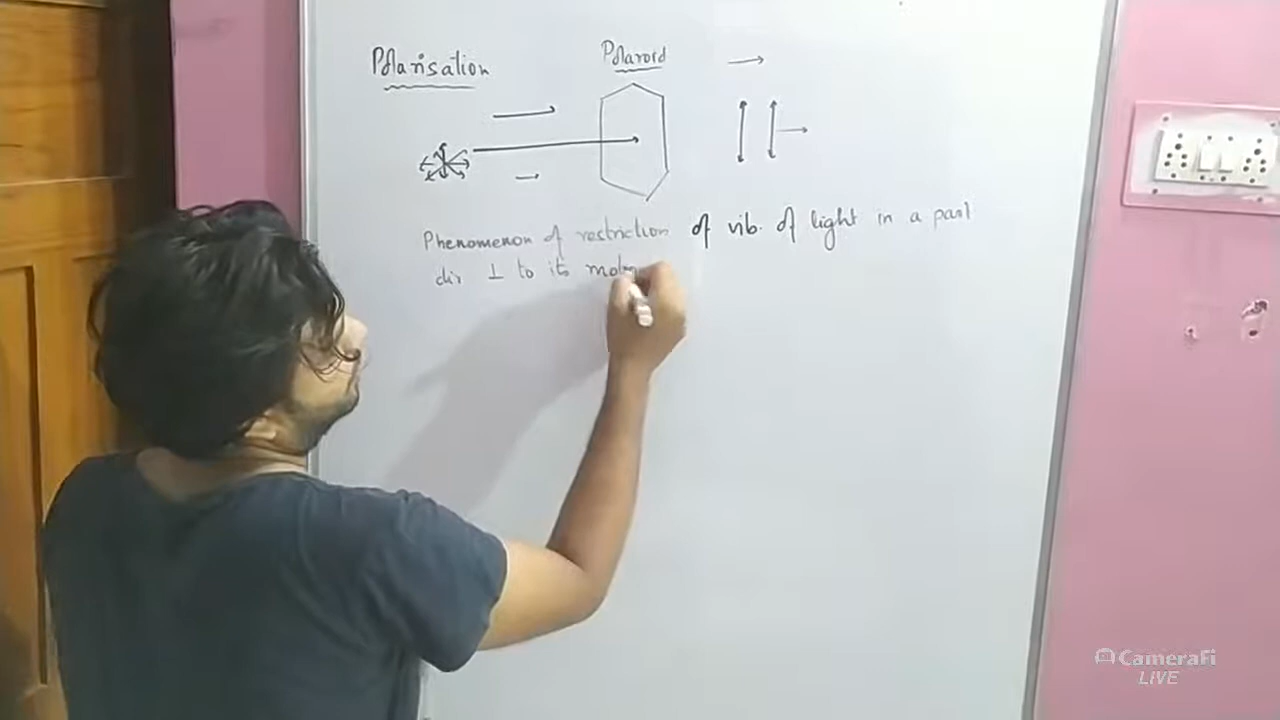 Polarisation
Polaroid
Phenomenon of restriction of vib. of light in a part
dir ⊥ to its
CameraFi
LIVE